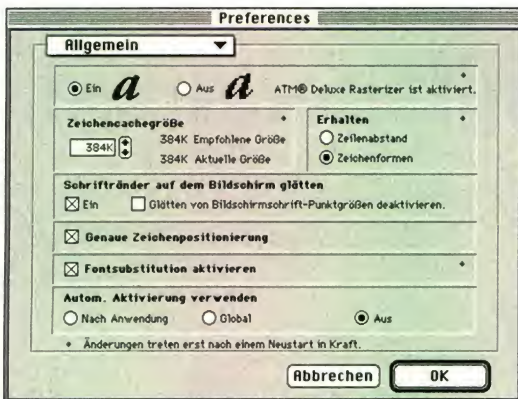 Preferences
Allgemein
Ein a Aus a ATM® Deluxe Rasterizer ist aktiviert.
Zeichencachegröße
384K
384K Empfohlene Größe
384K Aktuelle Größe
Erhalten
Zeilenabstand
Zeichenformen
Schriftränder auf dem Bildschirm glätten
Ein Glätten von Bildschirmschrift-Punktgrößen deaktivieren.
Genaue Zeichenpositionierung
Fontsubstitution aktivieren
Autom. Aktivierung verwenden
Nach Anwendung Global Aus
Änderungen treten erst nach einem Neustart in Kraft.
Abbrechen OK